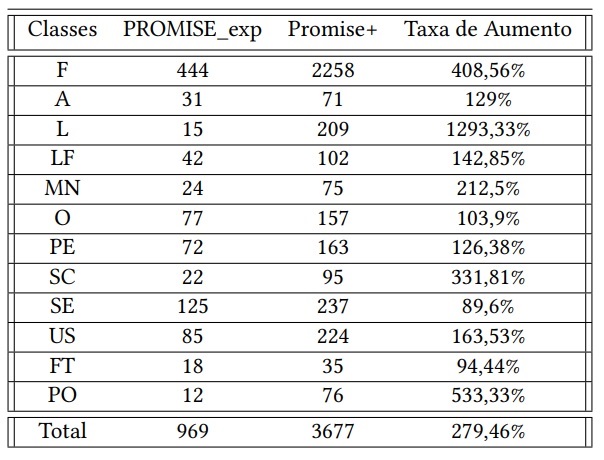 Classes PROMISE_exp Promise+ Taxa de Aumento
F 444 2258 408,56%
A 31 71 129%
L 15 209 1293,33%
LF 42 102 142,85%
MN 24 75 212,5%
O 77 157 103,9%
PE 72 163 126,38%
SC 22 95 331,81%
SE 125 237 89,6%
US 85 224 163,53%
FT 18 35 94,44%
PO 12 76 533,33%
Total 969 3677 279,46%